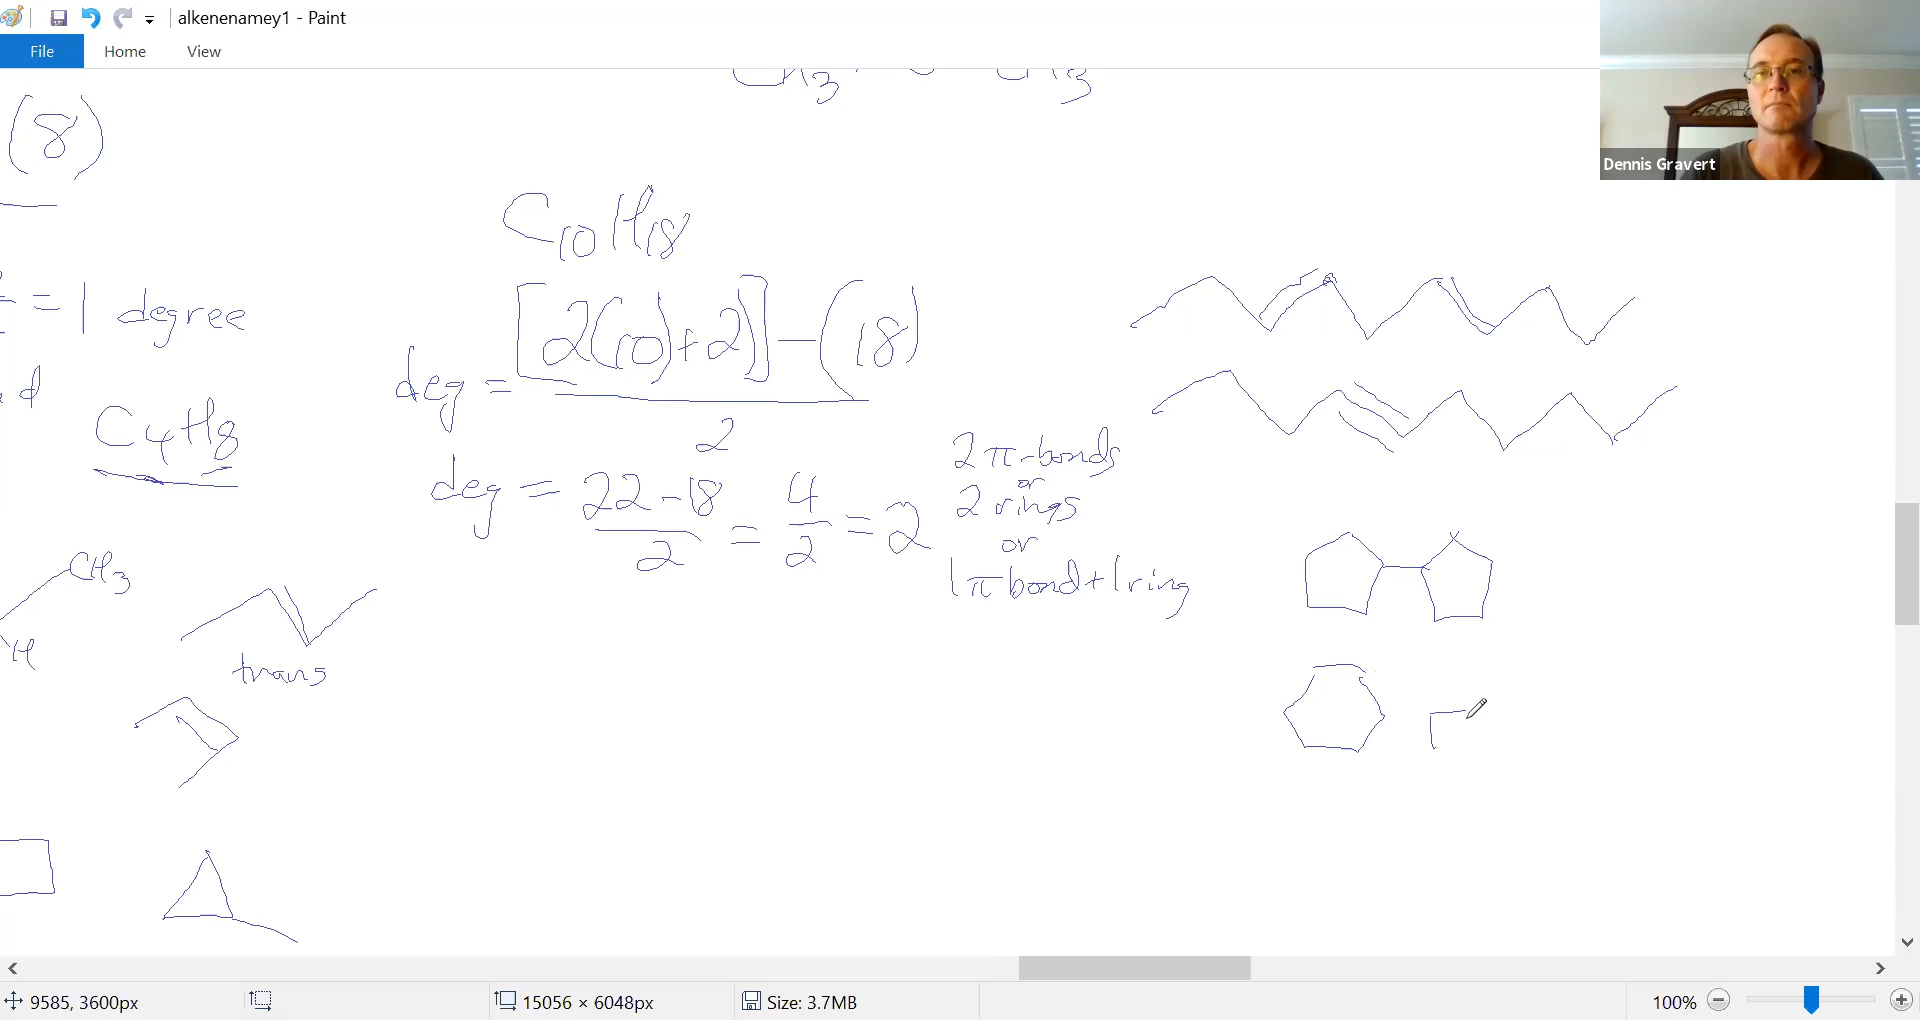 alkenenamey1 - Paint
File Home View
Dennis Gravert
CH3 CH3
(8)
= 1 degree
C4H8
CH3
H
trans
C10H18
deg = [2(10)+2] - (18)
2
deg = 22-18 = 4 = 2
2 2
2 π-bonds
or
2 rings
or
1 π bond + 1 ring
9585, 3600px 15056 × 6048px Size: 3.7MB 100%